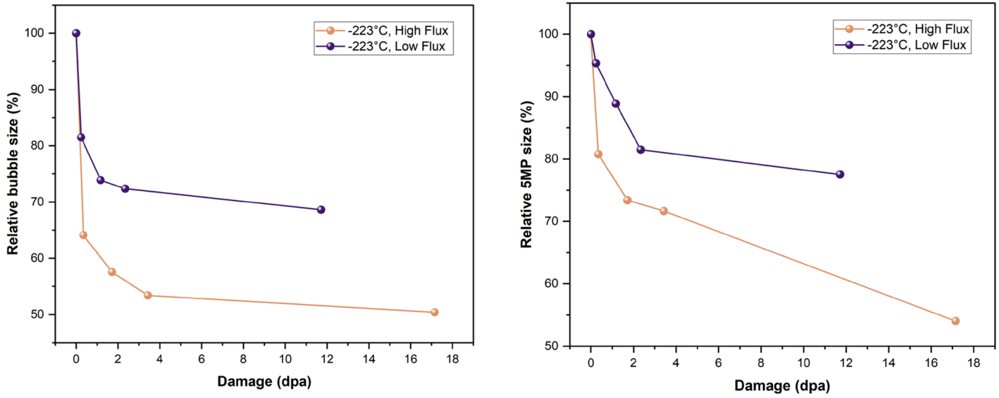 -223°C, High Flux
-223°C, Low Flux
Relative bubble size (%)
100
90
80
70
60
50
0 2 4 6 8 10 12 14 16 18
Damage (dpa)
-223°C, High Flux
-223°C, Low Flux
Relative 5MP size (%)
100
90
80
70
60
50
0 2 4 6 8 10 12 14 16 18
Damage (dpa)